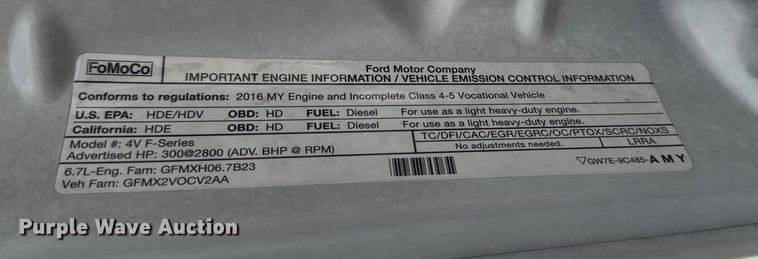 FoMoCo
Ford Motor Company
IMPORTANT ENGINE INFORMATION / VEHICLE EMISSION CONTROL INFORMATION
Conforms to regulations: 2016 MY Engine and Incomplete Class 4-5 Vocational Vehicle
U.S. EPA: HDE/HDV OBD: HD FUEL: Diesel For use as a light heavy-duty engine.
California: HDE OBD: HD FUEL: Diesel For use as a light heavy-duty engine.
Model #: 4V F-Series TC/DFI/CAC/EGR/EGRC/OC/PTOX/SCRC/NOXS
Advertised HP: 300@2800 (ADV. BHP @ RPM) No adjustments needed. LRRA
6.7L-Eng. Fam: GFMXH06.7B23 GW7E-9C485-AMY
Veh Fam: GFMX2VOCV2AA
Purple Wave Auction